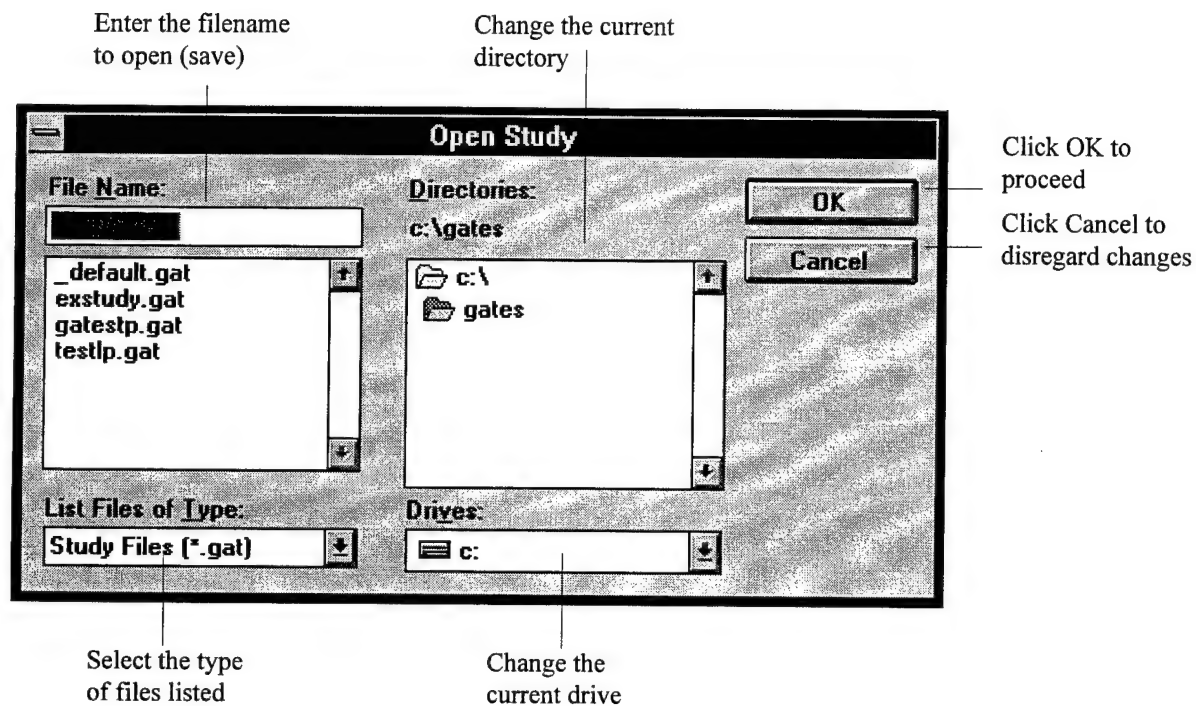 Enter the filename
to open (save)
Change the current
directory
Open Study
File Name:
Directories:
c:\gates
OK
Cancel
Click OK to
proceed
Click Cancel to
disregard changes
_default.gat
exstudy.gat
gatestp.gat
testlp.gat
c:\
gates
List Files of Type:
Study Files (*.gat)
Drives:
c:
Select the type
of files listed
Change the
current drive